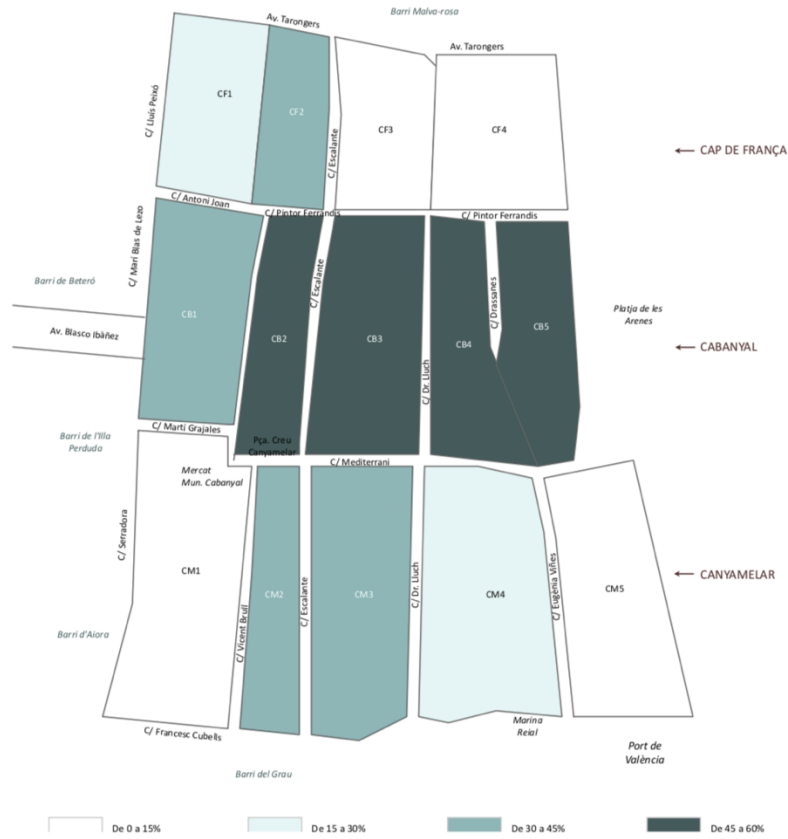 Barri Malva-rosa
Av. Tarongers
Av. Tarongers
C/ Lluís Peixó
CF1
CF2
C/ Escalante
CF3
CF4
CAP DE FRANÇA
C/ Antoni Joan
C/ Pintor Ferrandis
C/ Pintor Ferrandis
C/ Marí Blas de Lezo
Barri de Beteró
Av. Blasco Ibàñez
CB1
CB2
C/ Escalante
CB3
C/ Dr. Lluch
CB4
C/ Drassanes
CB5
Platja de les
Arenes
CABANYAL
C/ Martí Grajales
Barri de l'Illa
Perduda
Pça. Creu
Canyamelar
C/ Mediterrani
Mercat
Mun. Cabanyal
C/ Serradora
CM1
C/ Vicent Brull
CM2
C/ Escalante
CM3
C/ Dr. Lluch
CM4
C/ Eugènia Viñes
CM5
CANYAMELAR
Barri d'Aiora
C/ Francesc Cubells
Marina
Reial
Port de
València
Barri del Grau
De 0 a 15%
De 15 a 30%
De 30 a 45%
De 45 a 60%